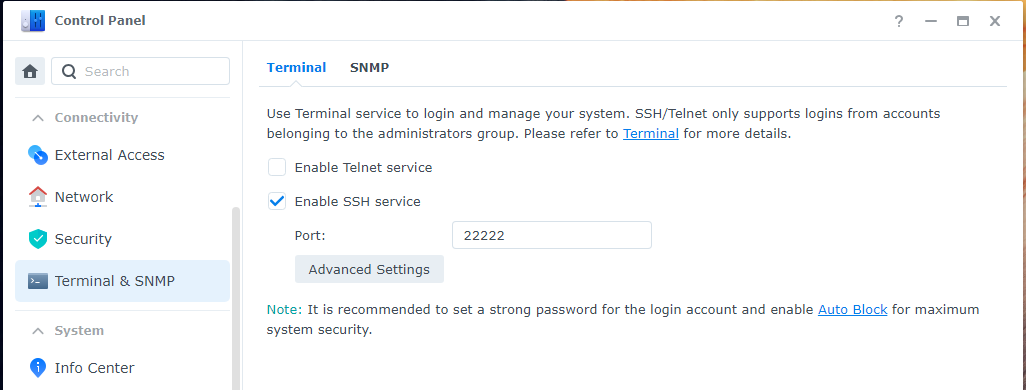 Control Panel
Search
Connectivity
External Access
Network
Security
Terminal & SNMP
System
Info Center
Terminal SNMP
Use Terminal service to login and manage your system. SSH/Telnet only supports logins from accounts
belonging to the administrators group. Please refer to Terminal for more details.
Enable Telnet service
Enable SSH service
Port: 22222
Advanced Settings
Note: It is recommended to set a strong password for the login account and enable Auto Block for maximum
system security.